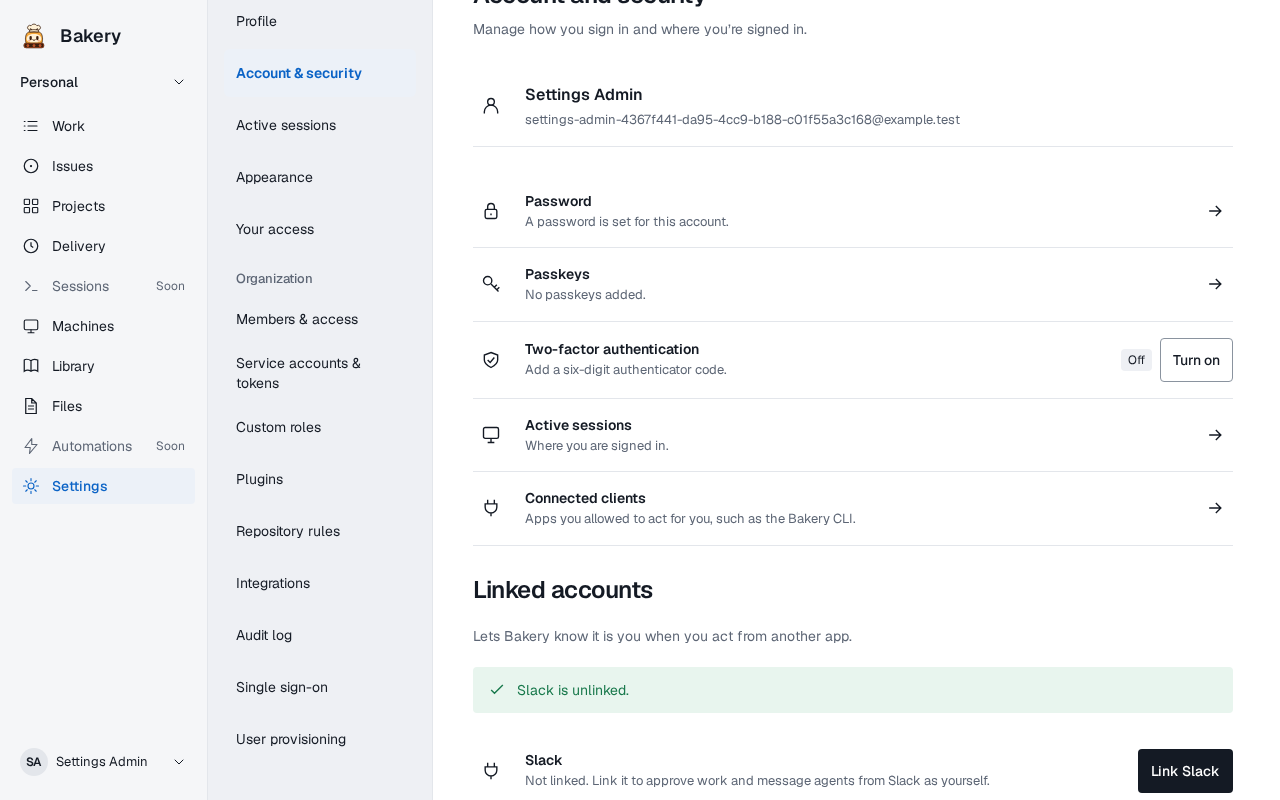 Bakery
Personal
Work
Issues
Projects
Delivery
Sessions Soon
Machines
Library
Files
Automations Soon
Settings
SA Settings Admin
Profile
Account & security
Active sessions
Appearance
Your access
Organization
Members & access
Service accounts &
tokens
Custom roles
Plugins
Repository rules
Integrations
Audit log
Single sign-on
User provisioning
Account and security
Manage how you sign in and where you're signed in.
Settings Admin
settings-admin-4367f441-da95-4cc9-b188-c01f55a3c168@example.test
Password
A password is set for this account.
Passkeys
No passkeys added.
Two-factor authentication
Add a six-digit authenticator code.
Off Turn on
Active sessions
Where you are signed in.
Connected clients
Apps you allowed to act for you, such as the Bakery CLI.
Linked accounts
Lets Bakery know it is you when you act from another app.
Slack is unlinked.
Slack
Not linked. Link it to approve work and message agents from Slack as yourself.
Link Slack